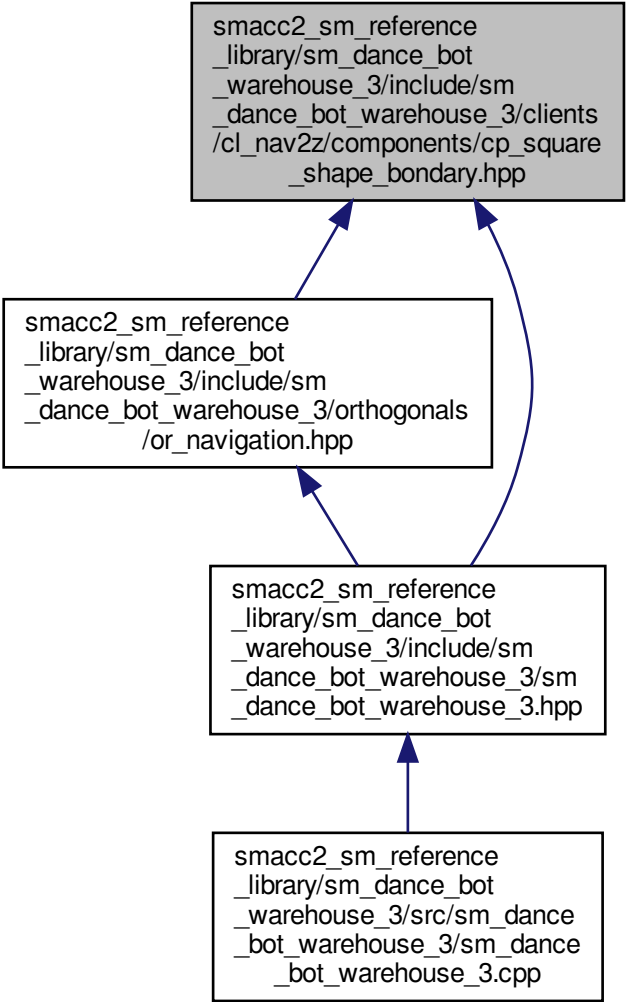 smacc2_sm_reference
_library/sm_dance_bot
_warehouse_3/include/sm
_dance_bot_warehouse_3/clients
/cl_nav2z/components/cp_square
_shape_bondary.hpp
smacc2_sm_reference
_library/sm_dance_bot
_warehouse_3/include/sm
_dance_bot_warehouse_3/orthogonals
/or_navigation.hpp
smacc2_sm_reference
_library/sm_dance_bot
_warehouse_3/include/sm
_dance_bot_warehouse_3/sm
_dance_bot_warehouse_3.hpp
smacc2_sm_reference
_library/sm_dance_bot
_warehouse_3/src/sm_dance
_bot_warehouse_3/sm_dance
_bot_warehouse_3.cpp